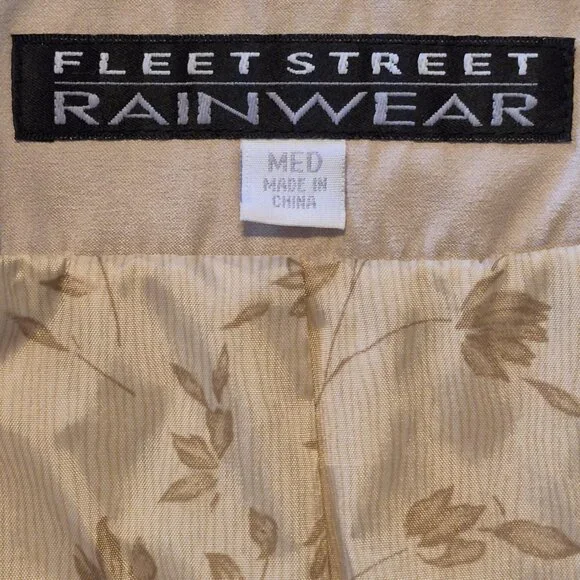 FLEET STREET
RAINWEAR
MED
MADE IN
CHINA